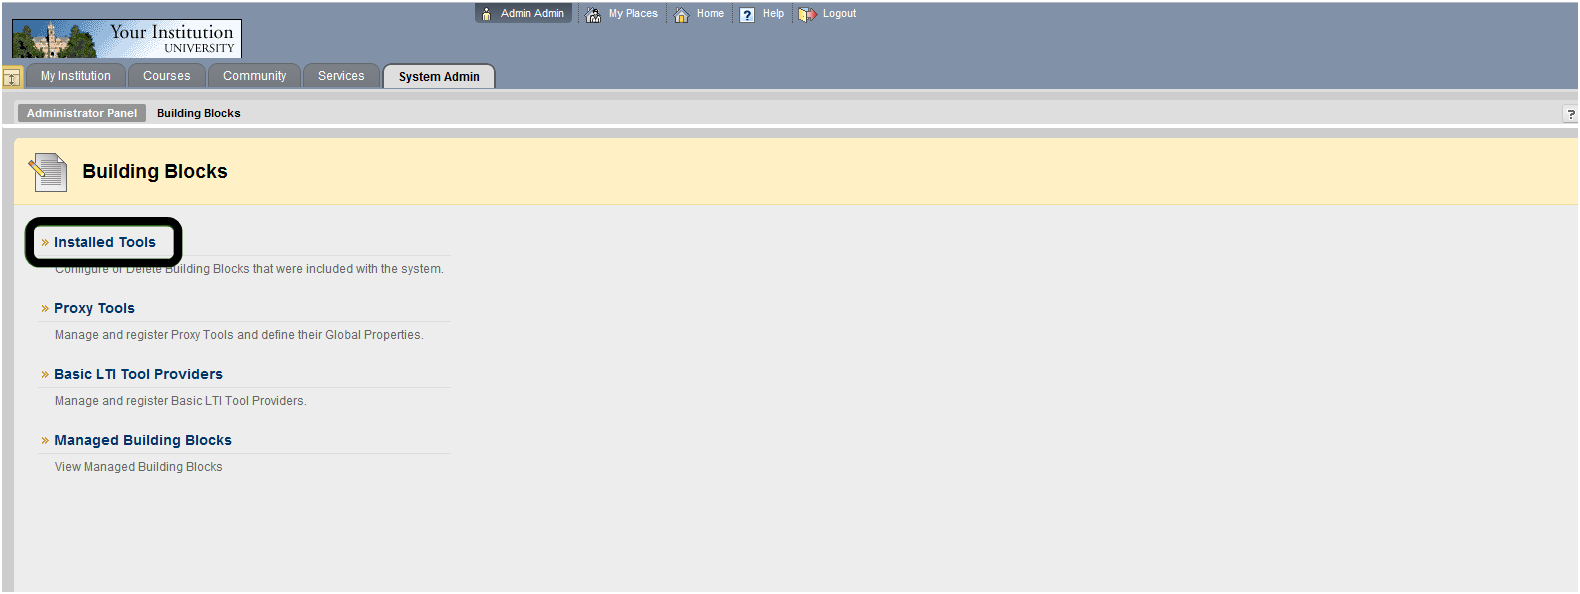 Admin Admin My Places Home ? Help Logout
Your Institution
UNIVERSITY
My Institution Courses Community Services System Admin
Administrator Panel Building Blocks ?
Building Blocks
» Installed Tools
Configure or Delete Building Blocks that were included with the system.
» Proxy Tools
Manage and register Proxy Tools and define their Global Properties.
» Basic LTI Tool Providers
Manage and register Basic LTI Tool Providers.
» Managed Building Blocks
View Managed Building Blocks